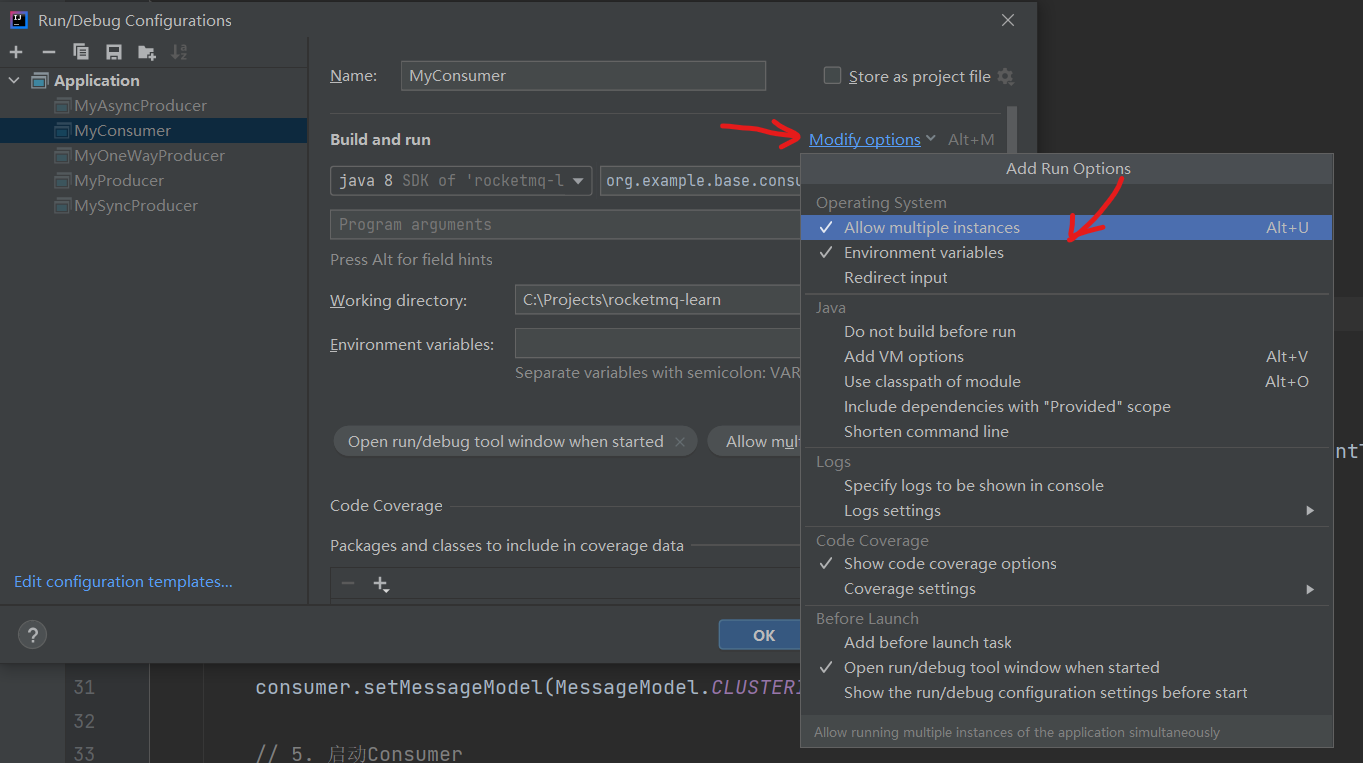 Run/Debug Configurations
Application
MyAsyncProducer
MyConsumer
MyOneWayProducer
MyProducer
MySyncProducer
Edit configuration templates...
?
Name: MyConsumer Store as project file
Build and run Modify options Alt+M
java 8 SDK of 'rocketmq-l org.example.base.consu
Program arguments
Press Alt for field hints
Working directory: C:\Projects\rocketmq-learn
Environment variables:
Separate variables with semicolon: VAR
Open run/debug tool window when started × Allow mul
Code Coverage
Packages and classes to include in coverage data
OK
Add Run Options
Operating System
Allow multiple instances Alt+U
Environment variables
Redirect input
Java
Do not build before run
Add VM options Alt+V
Use classpath of module Alt+O
Include dependencies with "Provided" scope
Shorten command line
Logs
Specify logs to be shown in console
Logs settings
Code Coverage
Show code coverage options
Coverage settings
Before Launch
Add before launch task
Open run/debug tool window when started
Show the run/debug configuration settings before start
Allow running multiple instances of the application simultaneously
31 consumer.setMessageModel(MessageModel.CLUSTERI
32
33 // 5. 启动Consumer